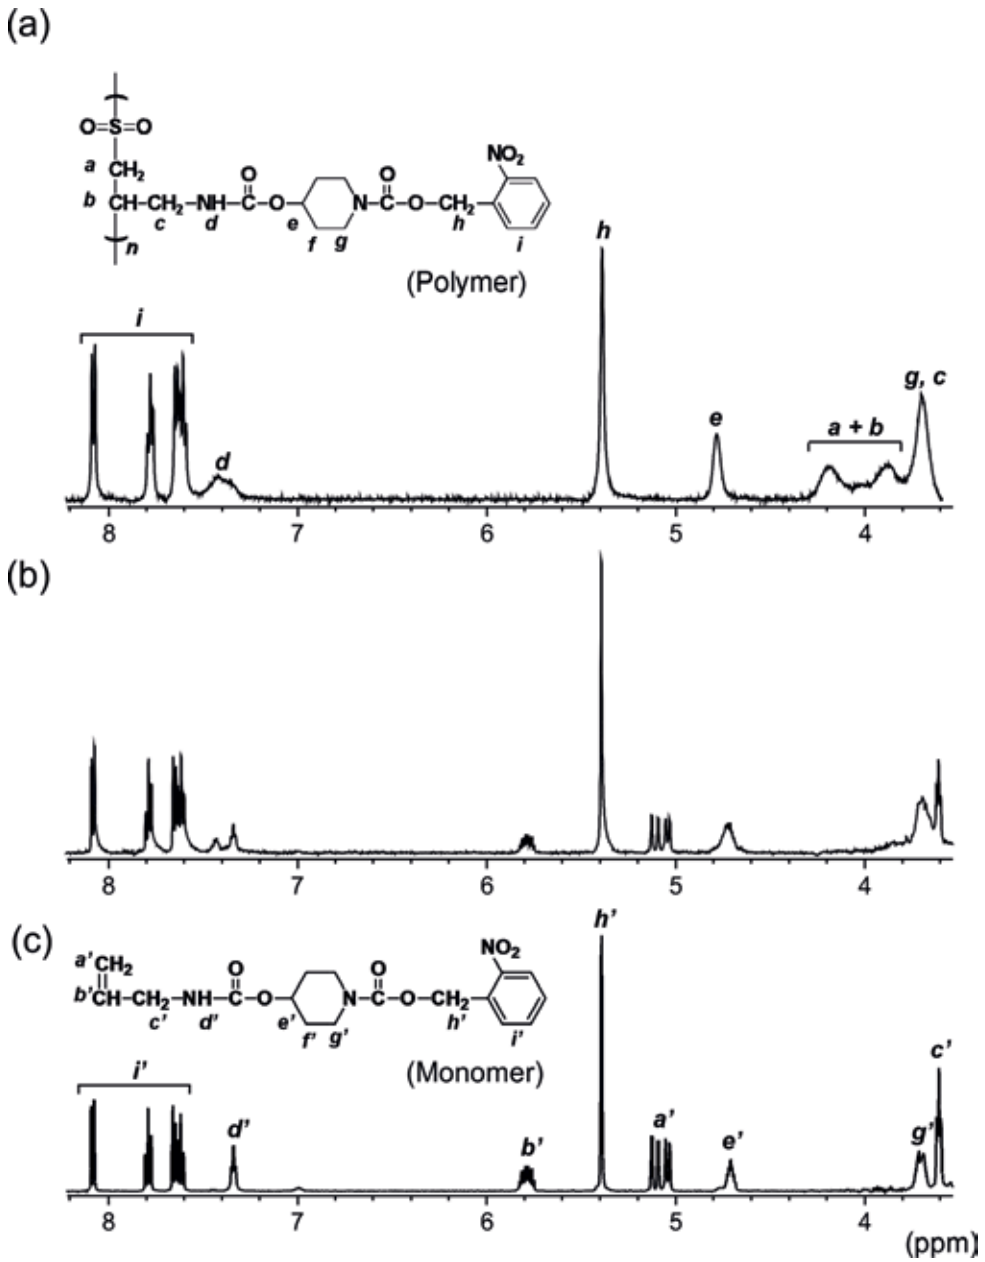 (a)
O=S=O
a CH₂
b CH–CH₂–NH–C–O N–C–O–CH₂
O O NO₂
c d e f g h i
n
(Polymer)
i d h e a + b g, c
8 7 6 5 4
(b)
8 7 6 5 4
(c)
a' CH₂
b' CH–CH₂–NH–C–O N–C–O–CH₂
O O NO₂
c' d' e' f' g' h' i'
(Monomer)
i' d' b' h' a' e' g' c'
8 7 6 5 4
(ppm)